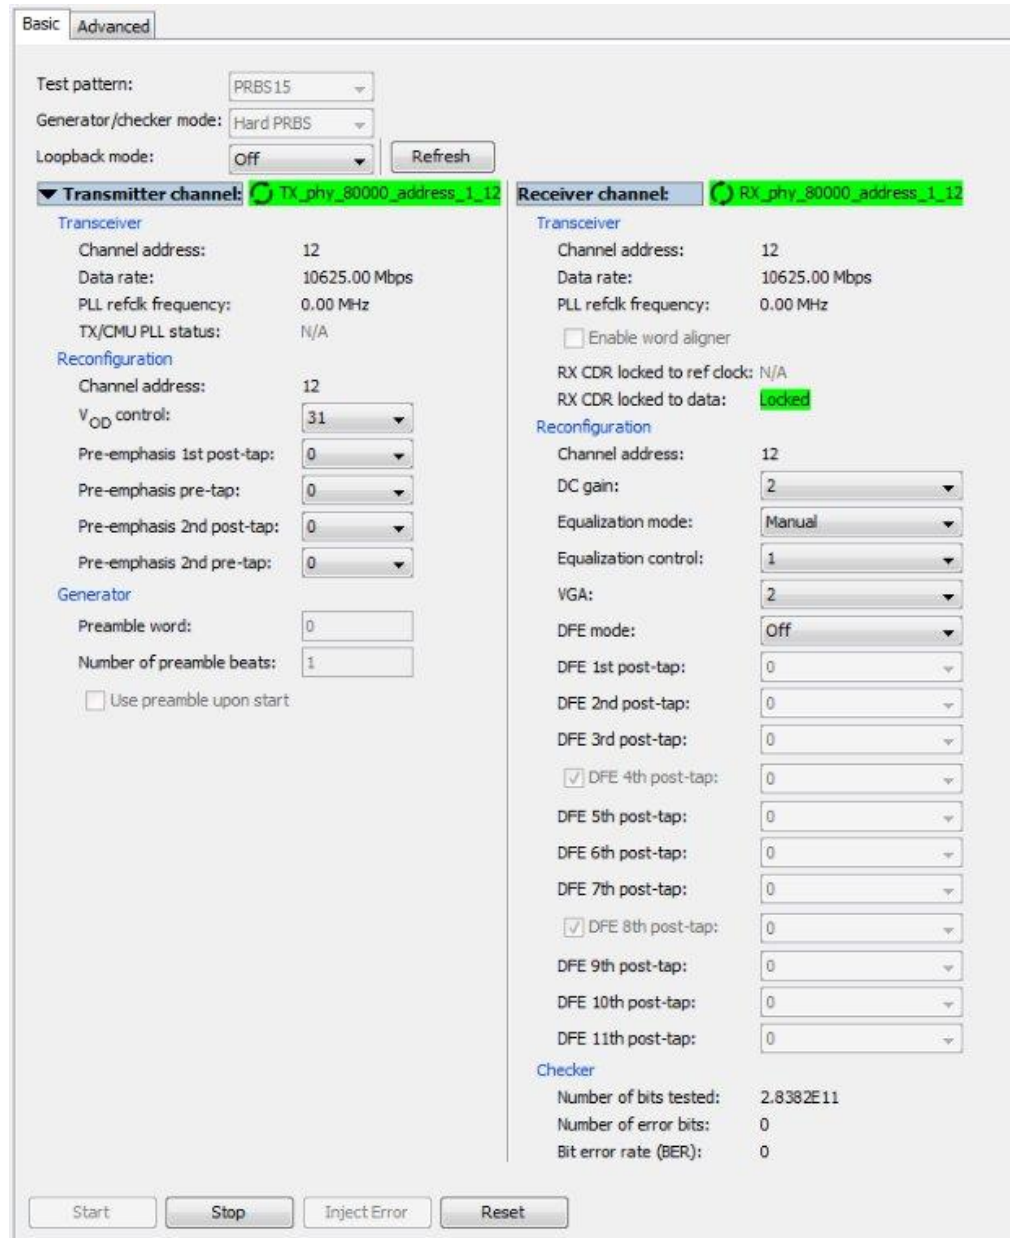 Basic Advanced
Test pattern: PRBS15
Generator/checker mode: Hard PRBS
Loopback mode: Off Refresh
Transmitter channel: TX_phy_80000_address_1_12
Transceiver
Channel address: 12
Data rate: 10625.00 Mbps
PLL refclk frequency: 0.00 MHz
TX/CMU PLL status: N/A
Reconfiguration
Channel address: 12
VOD control: 31
Pre-emphasis 1st post-tap: 0
Pre-emphasis pre-tap: 0
Pre-emphasis 2nd post-tap: 0
Pre-emphasis 2nd pre-tap: 0
Generator
Preamble word: 0
Number of preamble beats: 1
Use preamble upon start
Receiver channel: RX_phy_80000_address_1_12
Transceiver
Channel address: 12
Data rate: 10625.00 Mbps
PLL refclk frequency: 0.00 MHz
Enable word aligner
RX CDR locked to ref clock: N/A
RX CDR locked to data: Locked
Reconfiguration
Channel address: 12
DC gain: 2
Equalization mode: Manual
Equalization control: 1
VGA: 2
DFE mode: Off
DFE 1st post-tap: 0
DFE 2nd post-tap: 0
DFE 3rd post-tap: 0
DFE 4th post-tap: 0
DFE 5th post-tap: 0
DFE 6th post-tap: 0
DFE 7th post-tap: 0
DFE 8th post-tap: 0
DFE 9th post-tap: 0
DFE 10th post-tap: 0
DFE 11th post-tap: 0
Checker
Number of bits tested: 2.8382E11
Number of error bits: 0
Bit error rate (BER): 0
Start Stop Inject Error Reset